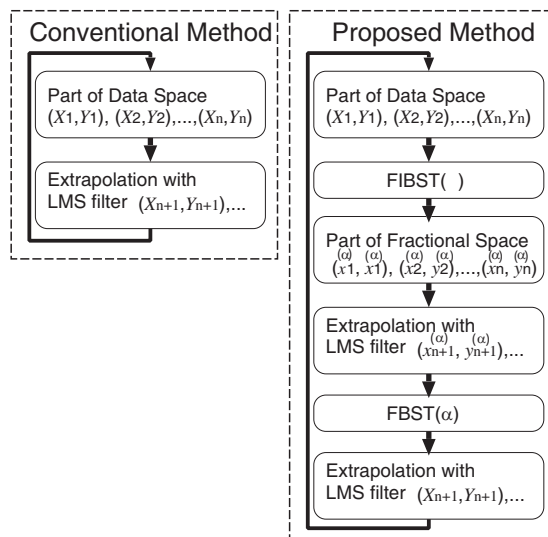 Conventional Method
Part of Data Space
(X1,Y1), (X2,Y2),...,(Xn,Yn)
Extrapolation with
LMS filter (Xn+1,Yn+1),...
Proposed Method
Part of Data Space
(X1,Y1), (X2,Y2),...,(Xn,Yn)
FIBST( )
Part of Fractional Space
(α) (α) (α) (α) (α) (α)
(x1, x1), (x2, y2),...,(xn, yn)
Extrapolation with
(α) (α)
LMS filter (xn+1, yn+1),...
FBST(α)
Extrapolation with
LMS filter (Xn+1,Yn+1),...